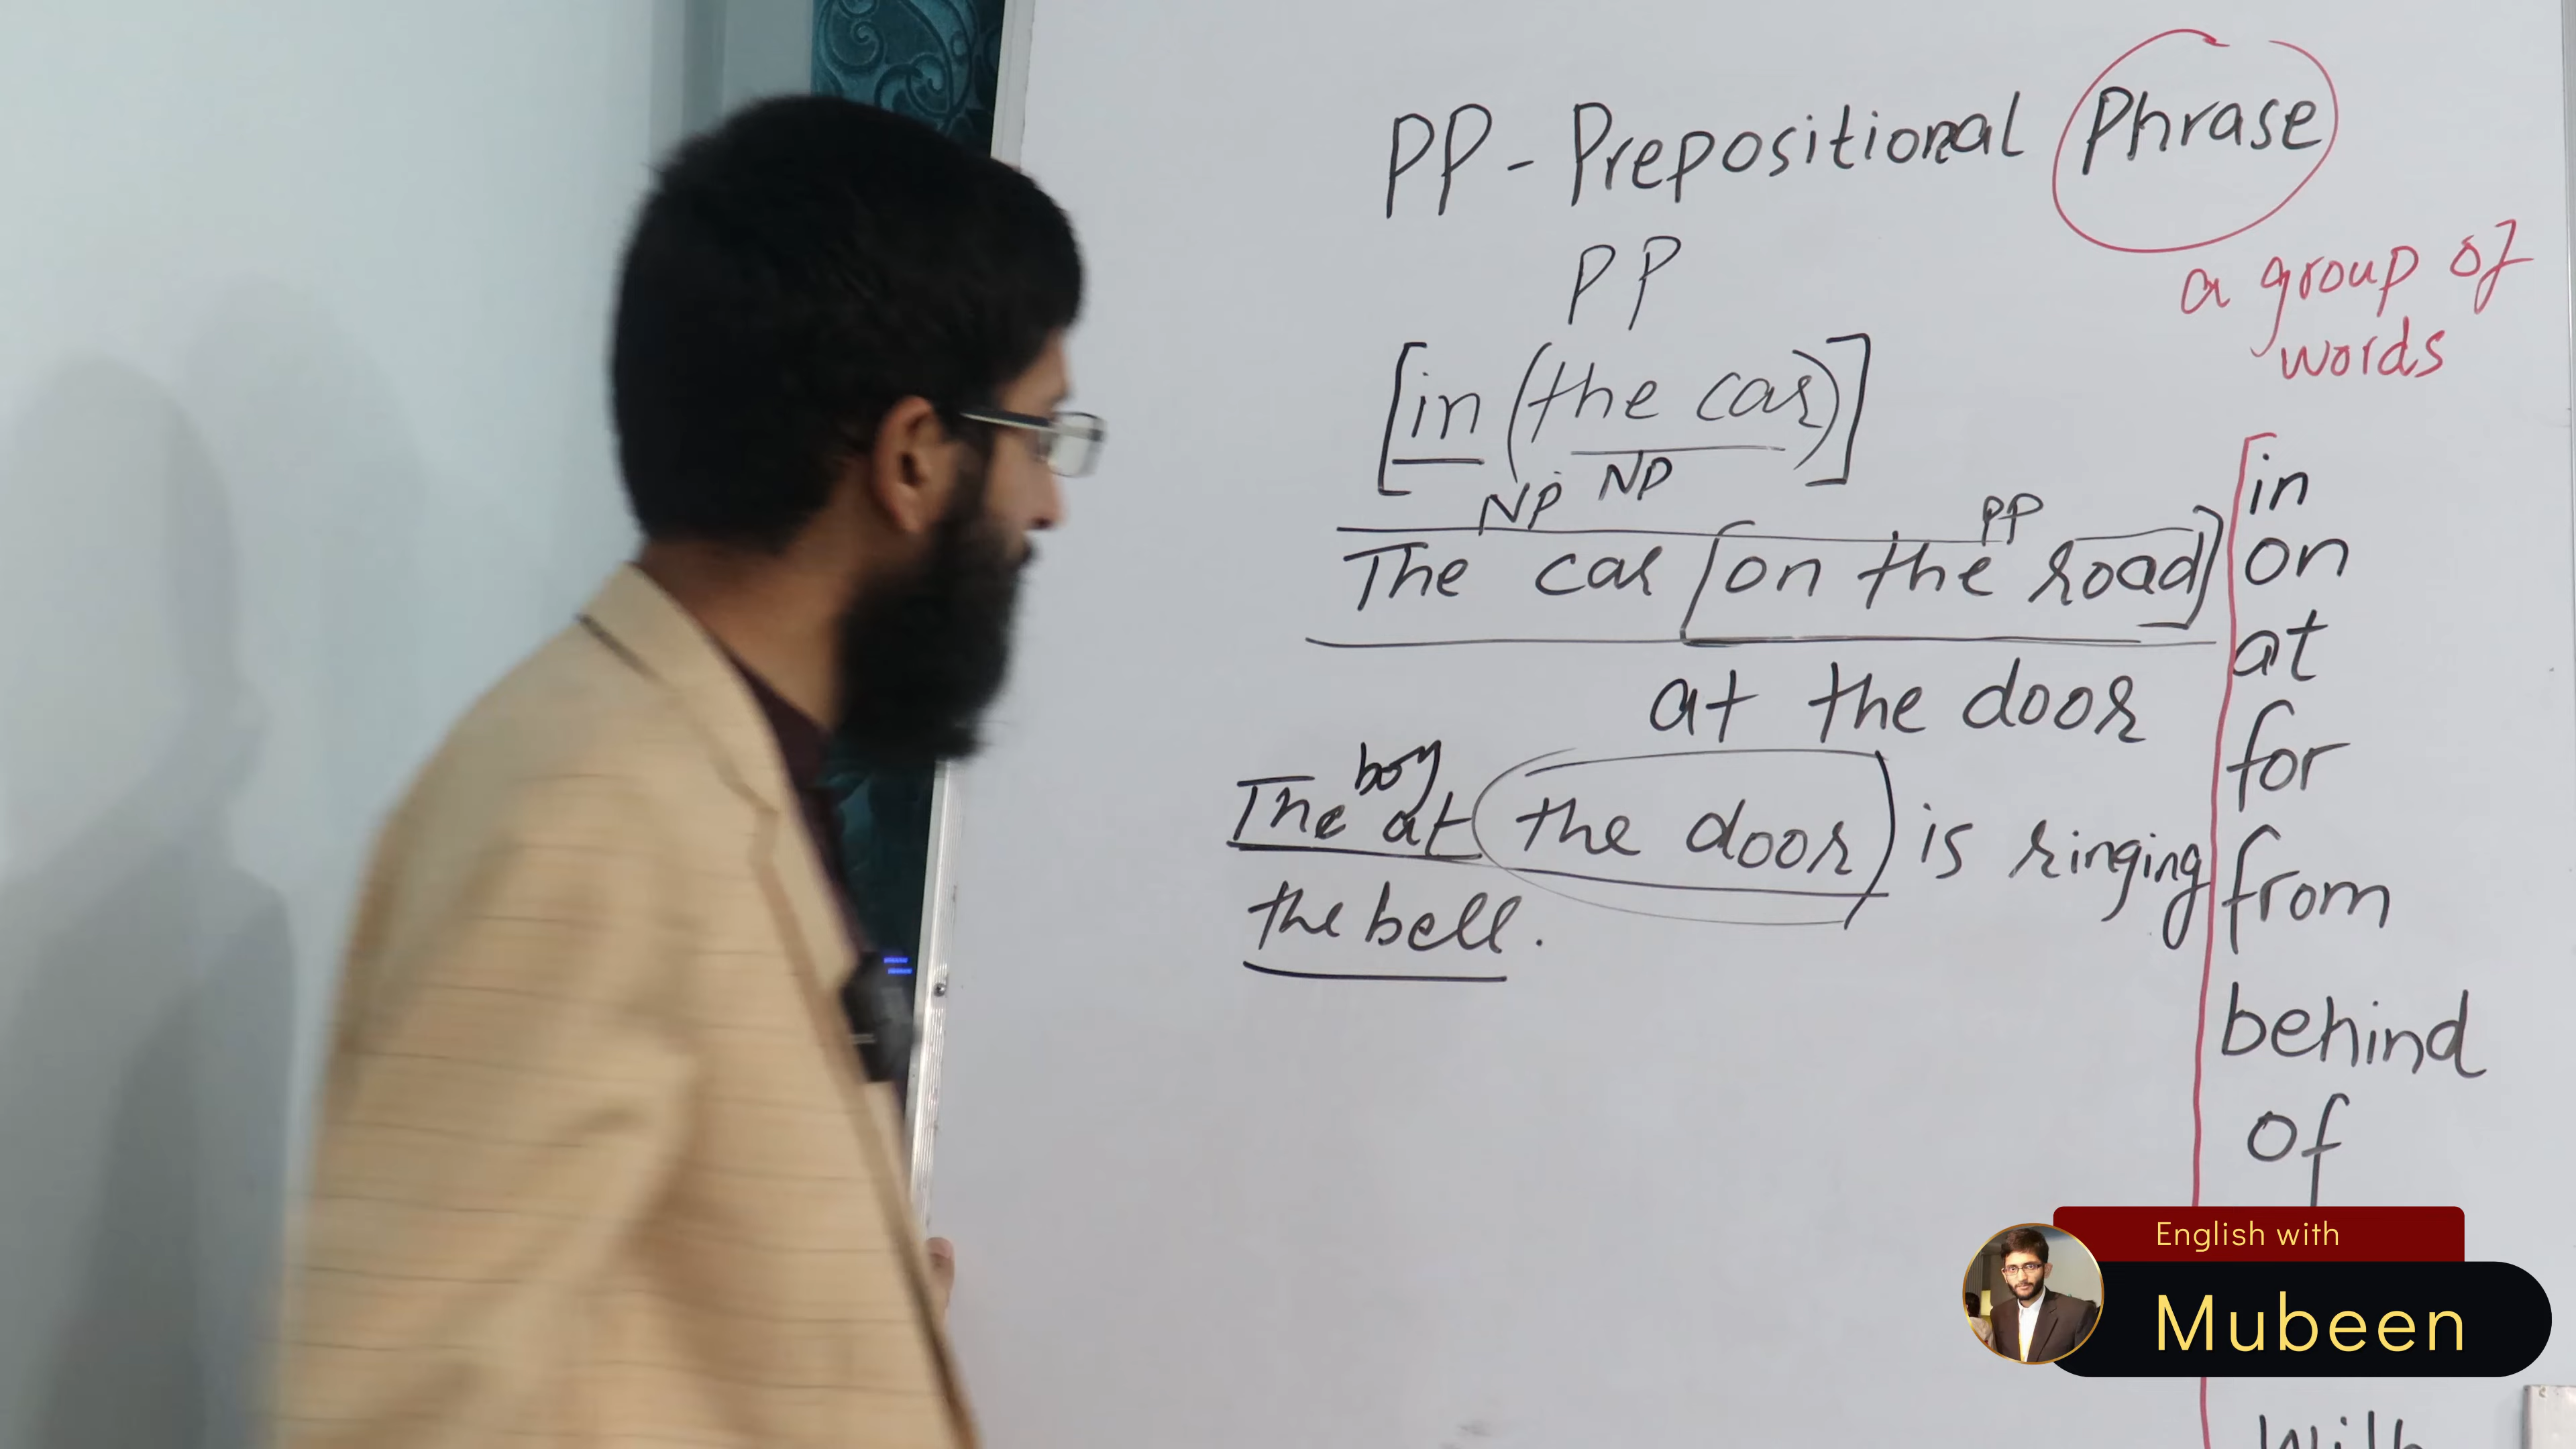 PP - Prepositional Phrase
a group of
words
PP
[in (the car)]
NP
NP PP
The car [on the road]
at the door
boy
The at (the door) is ringing
the bell.
in
on
at
for
from
behind
of
English with
Mubeen